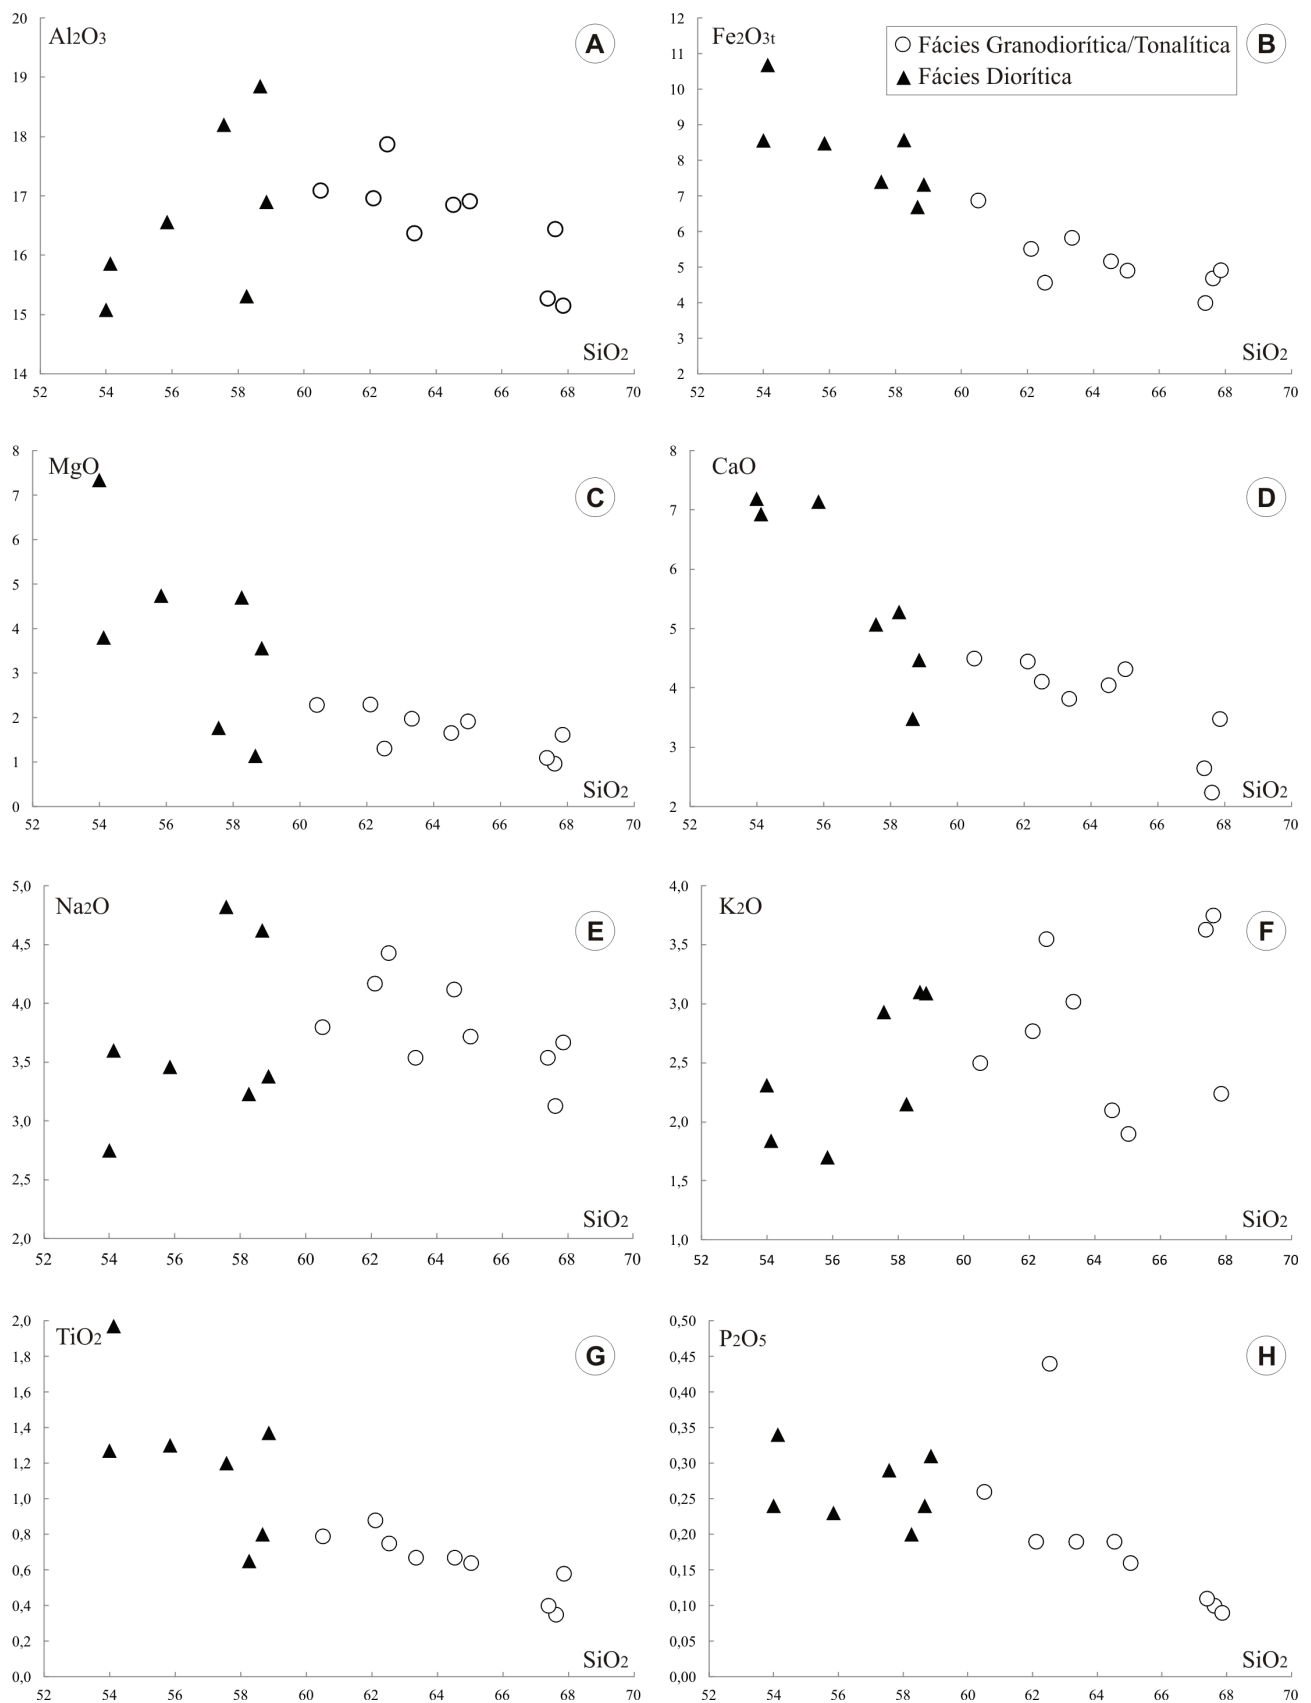 Al2O3
A
20
19
18
17
16
15
14
SiO2
52 54 56 58 60 62 64 66 68 70
Fe2O3t
Fácies Granodiorítica/Tonalítica
Fácies Diorítica
B
12
11
10
9
8
7
6
5
4
3
2
SiO2
52 54 56 58 60 62 64 66 68 70
MgO
C
8
7
6
5
4
3
2
1
0
SiO2
52 54 56 58 60 62 64 66 68 70
CaO
D
8
7
6
5
4
3
2
SiO2
52 54 56 58 60 62 64 66 68 70
Na2O
E
5,0
4,5
4,0
3,5
3,0
2,5
2,0
SiO2
52 54 56 58 60 62 64 66 68 70
K2O
F
4,0
3,5
3,0
2,5
2,0
1,5
1,0
SiO2
52 54 56 58 60 62 64 66 68 70
TiO2
G
2,0
1,8
1,6
1,4
1,2
1,0
0,8
0,6
0,4
0,2
0,0
SiO2
52 54 56 58 60 62 64 66 68 70
P2O5
H
0,50
0,45
0,40
0,35
0,30
0,25
0,20
0,15
0,10
0,05
0,00
SiO2
52 54 56 58 60 62 64 66 68 70